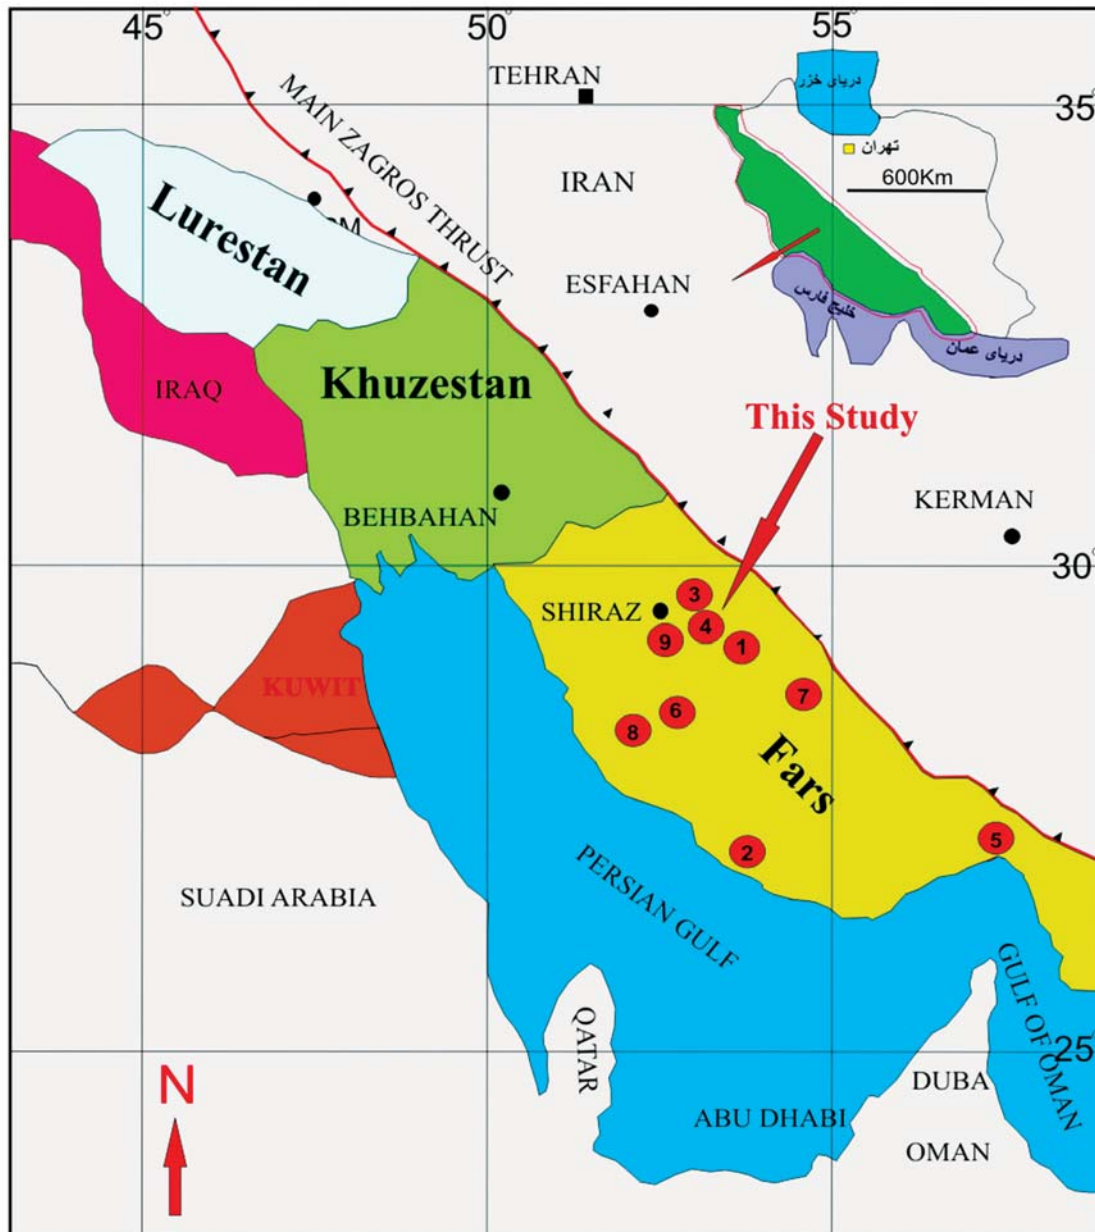 45°
50°
55°
TEHRAN
دریای خزر
35°
MAIN ZAGROS THRUST
تهران
IRAN
600Km
Lurestan
ESFAHAN
خلیج فارس
دریای عمان
Khuzestan
IRAQ
This Study
KERMAN
BEHBAHAN
30°
3
SHIRAZ
4
9
1
KUWIT
7
6
8
Fars
5
2
PERSIAN GULF
SUADI ARABIA
GULF OF OMAN
QATAR
25°
N
DUBA
ABU DHABI
OMAN